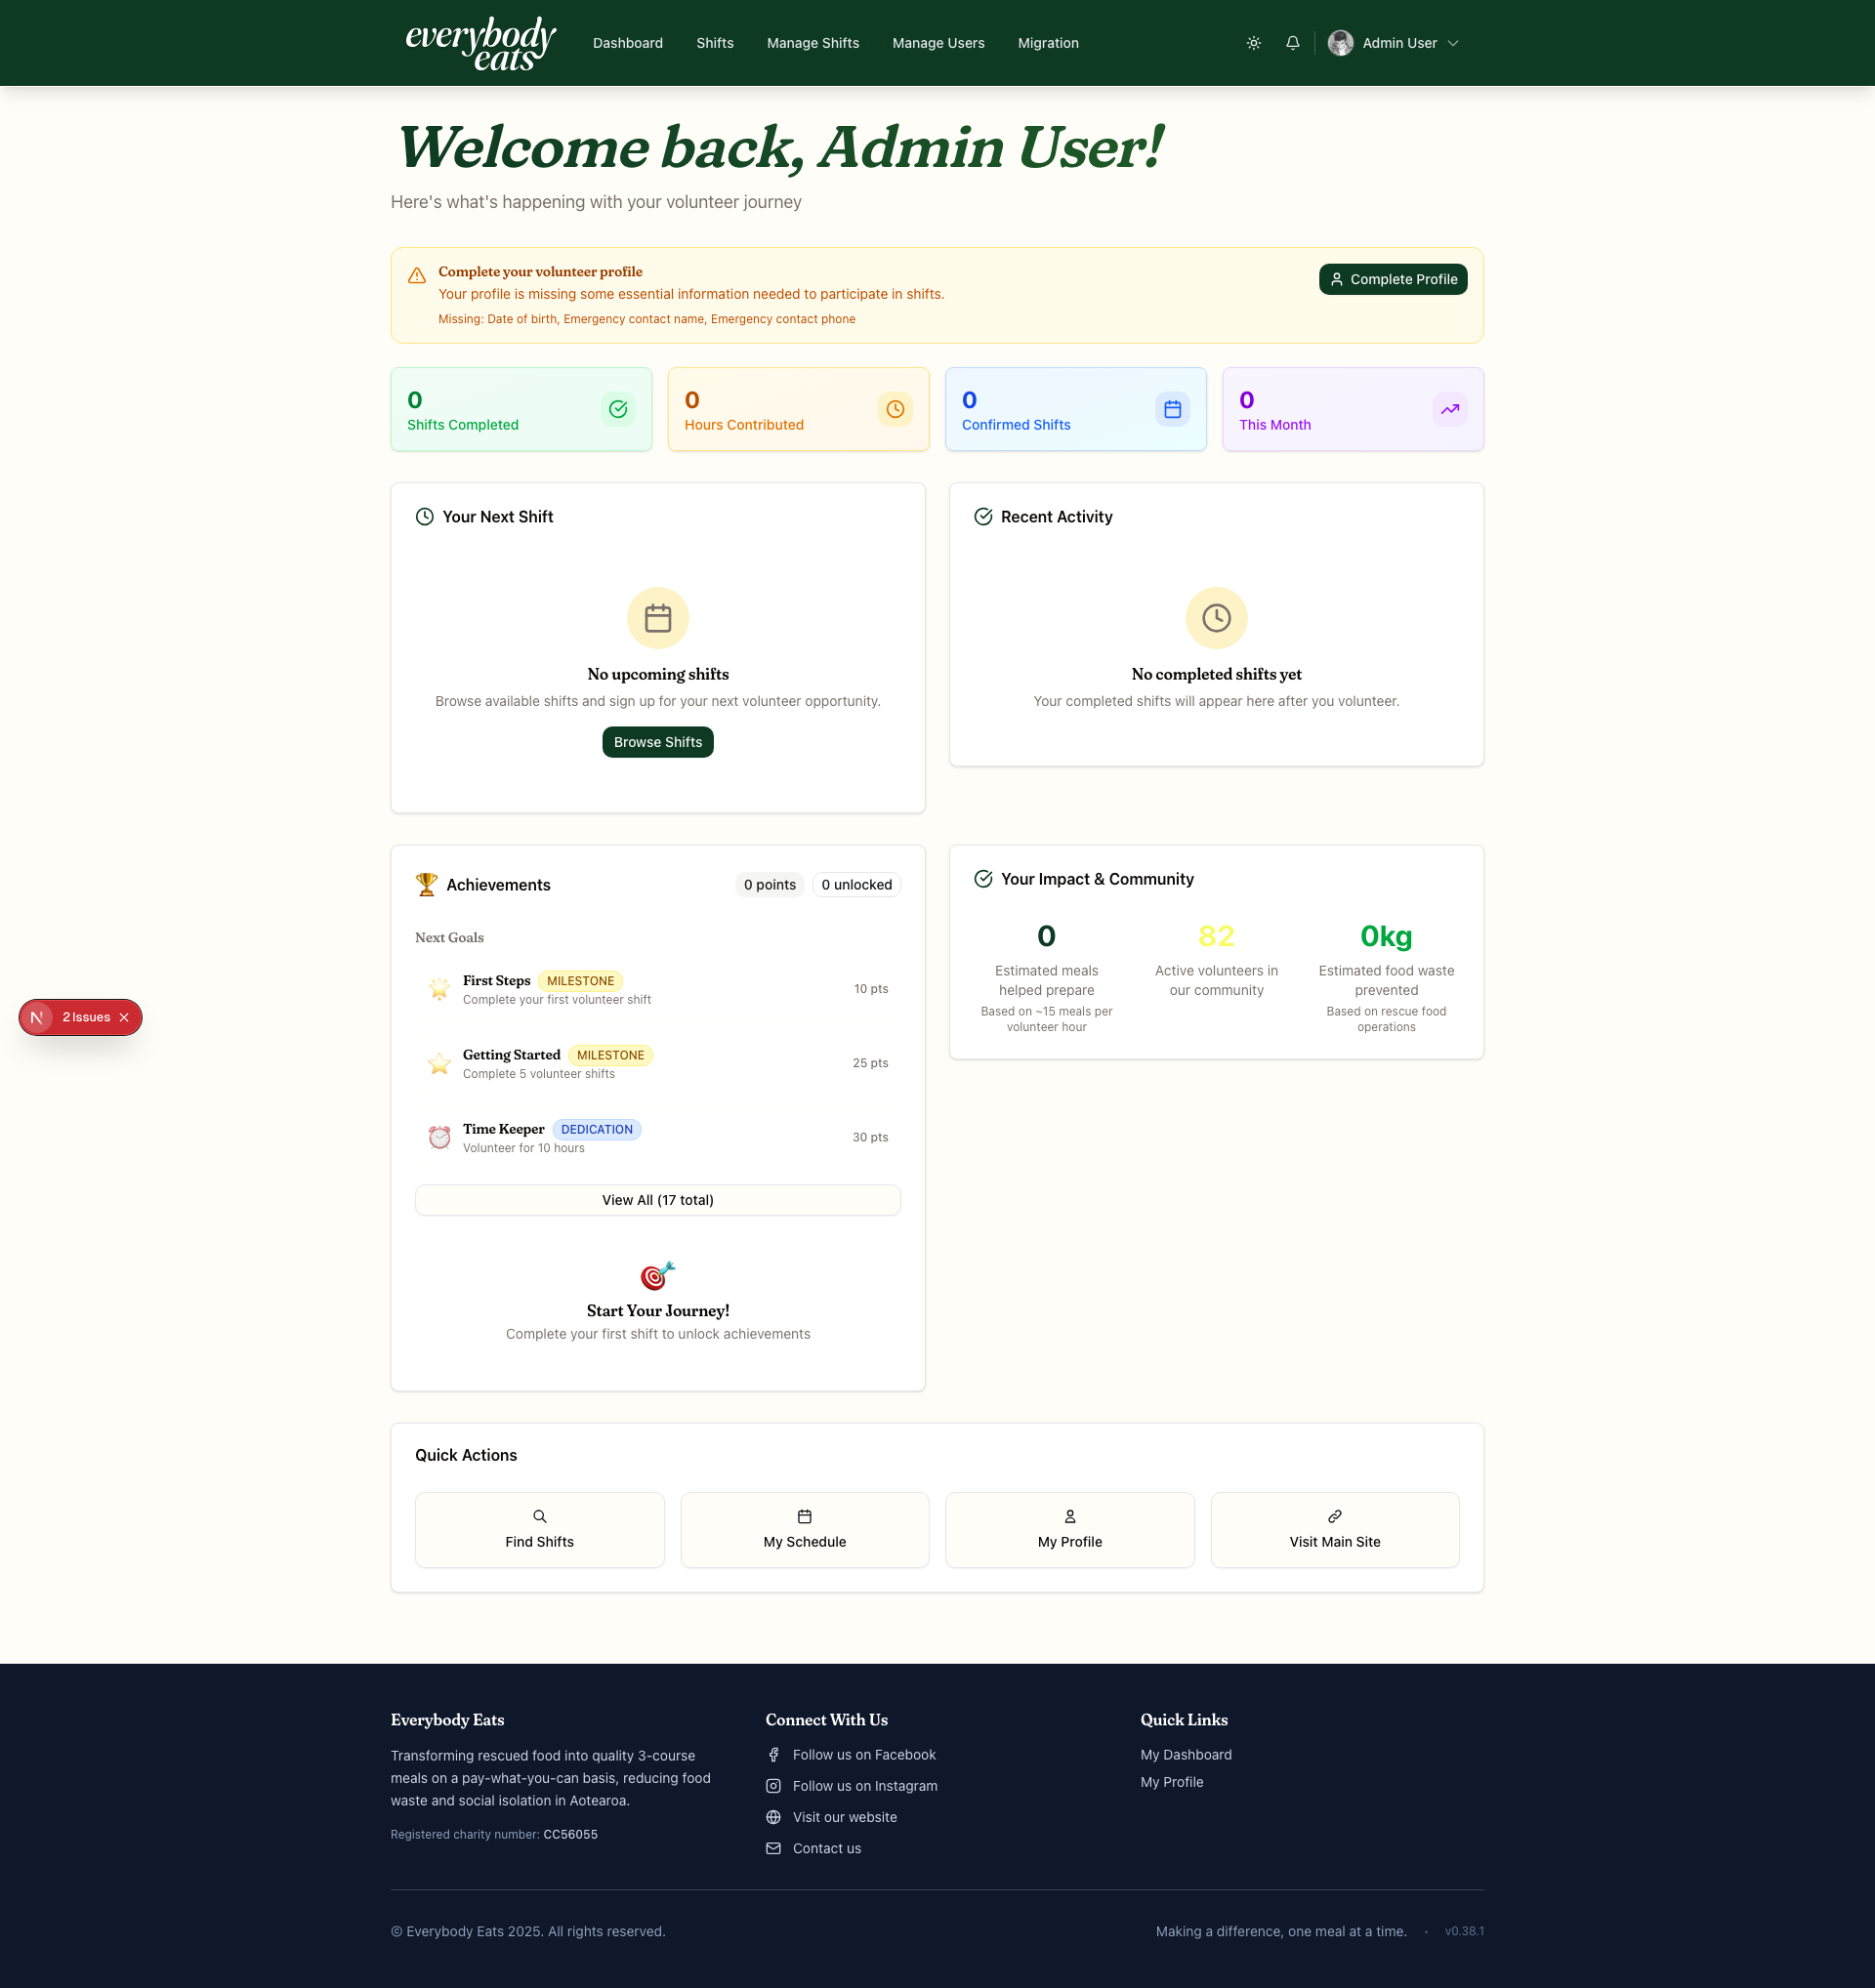 everybody
eats
Dashboard
Shifts
Manage Shifts
Manage Users
Migration
Admin User
Welcome back, Admin User!
Here's what's happening with your volunteer journey
Complete your volunteer profile
Your profile is missing some essential information needed to participate in shifts.
Missing: Date of birth, Emergency contact name, Emergency contact phone
Complete Profile
0
Shifts Completed
0
Hours Contributed
0
Confirmed Shifts
0
This Month
Your Next Shift
No upcoming shifts
Browse available shifts and sign up for your next volunteer opportunity.
Browse Shifts
Recent Activity
No completed shifts yet
Your completed shifts will appear here after you volunteer.
Achievements
0 points
0 unlocked
Next Goals
First Steps
MILESTONE
Complete your first volunteer shift
10 pts
Getting Started
MILESTONE
Complete 5 volunteer shifts
25 pts
Time Keeper
DEDICATION
Volunteer for 10 hours
30 pts
View All (17 total)
Start Your Journey!
Complete your first shift to unlock achievements
Your Impact & Community
0
Estimated meals
helped prepare
Based on ~15 meals per
volunteer hour
82
Active volunteers in
our community
0kg
Estimated food waste
prevented
Based on rescue food
operations
N
2 Issues
Quick Actions
Find Shifts
My Schedule
My Profile
Visit Main Site
Everybody Eats
Transforming rescued food into quality 3-course
meals on a pay-what-you-can basis, reducing food
waste and social isolation in Aotearoa.
Registered charity number: CC56055
Connect With Us
Follow us on Facebook
Follow us on Instagram
Visit our website
Contact us
Quick Links
My Dashboard
My Profile
© Everybody Eats 2025. All rights reserved.
Making a difference, one meal at a time.
•
v0.38.1